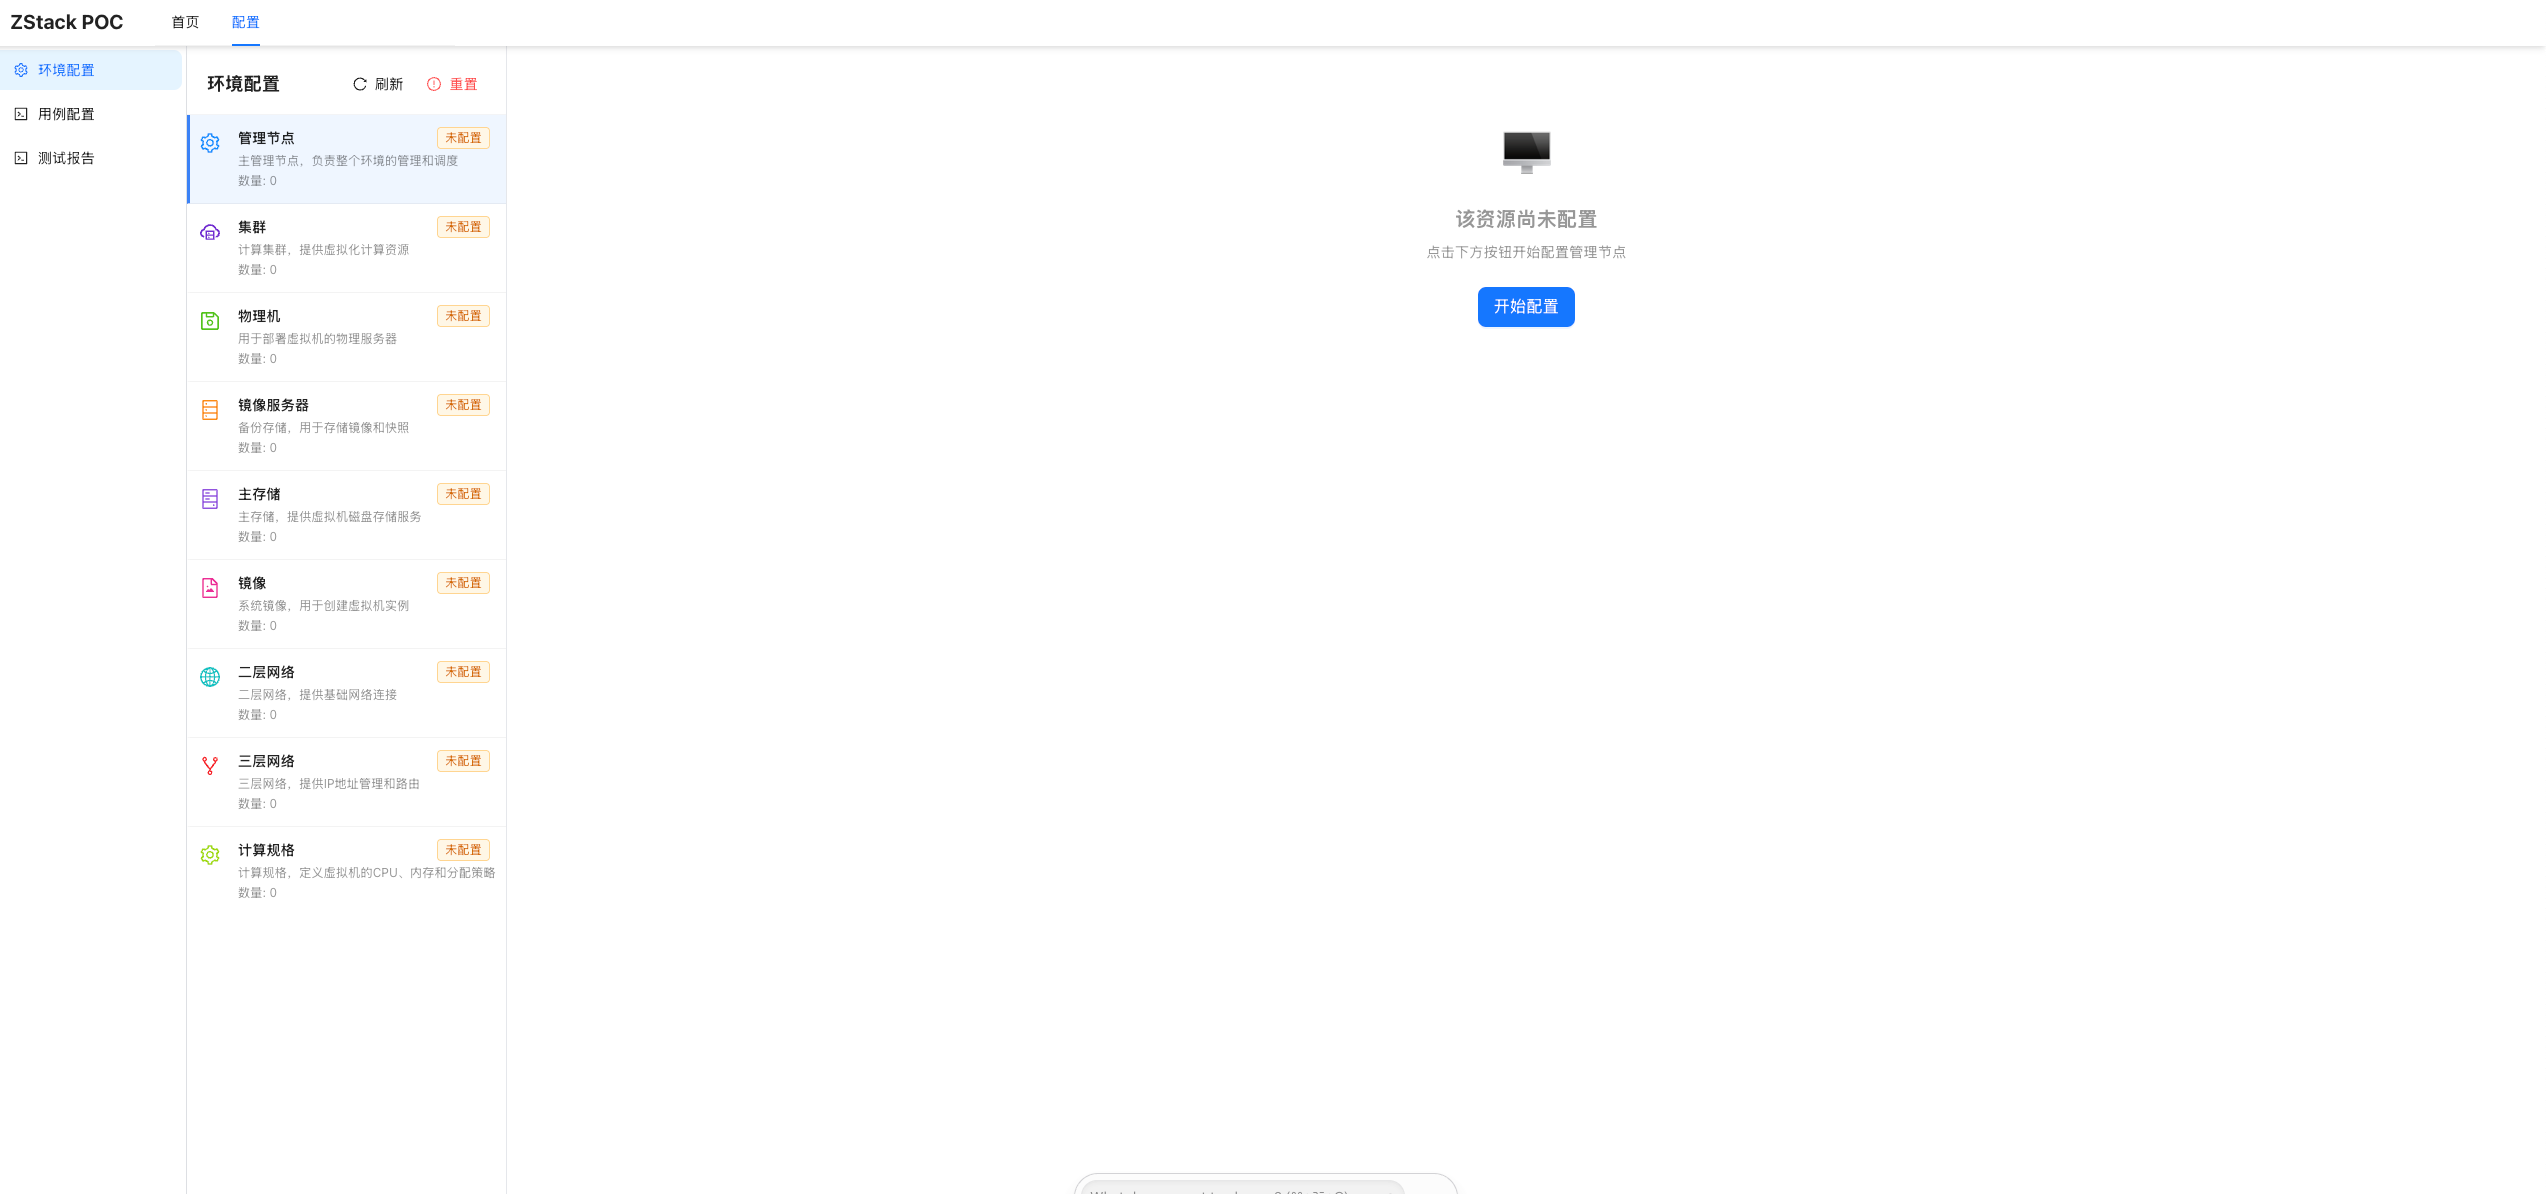 ZStack POC
首页
配置
环境配置
用例配置
测试报告
环境配置
刷新
重置
管理节点
未配置
主管理节点，负责整个环境的管理和调度
数量: 0
集群
未配置
计算集群，提供虚拟化计算资源
数量: 0
物理机
未配置
用于部署虚拟机的物理服务器
数量: 0
镜像服务器
未配置
备份存储，用于存储镜像和快照
数量: 0
主存储
未配置
主存储，提供虚拟机磁盘存储服务
数量: 0
镜像
未配置
系统镜像，用于创建虚拟机实例
数量: 0
二层网络
未配置
二层网络，提供基础网络连接
数量: 0
三层网络
未配置
三层网络，提供IP地址管理和路由
数量: 0
计算规格
未配置
计算规格，定义虚拟机的CPU、内存和分配策略
数量: 0
该资源尚未配置
点击下方按钮开始配置管理节点
开始配置